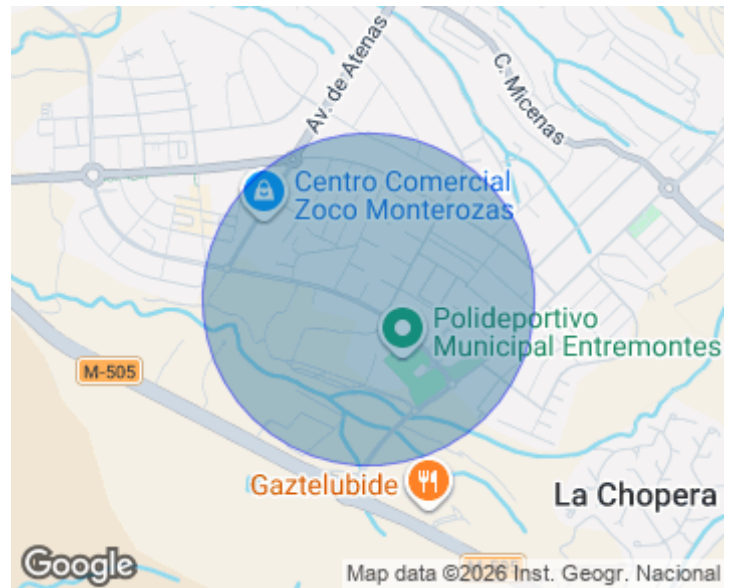 Av. de Atenas
C. Micenas
Centro Comercial
Zoco Monterozas
Polideportivo
Municipal Entremontes
M-505
Gaztelubide
La Chopera
M-505
Google
Map data ©2026 Inst. Geogr. Nacional